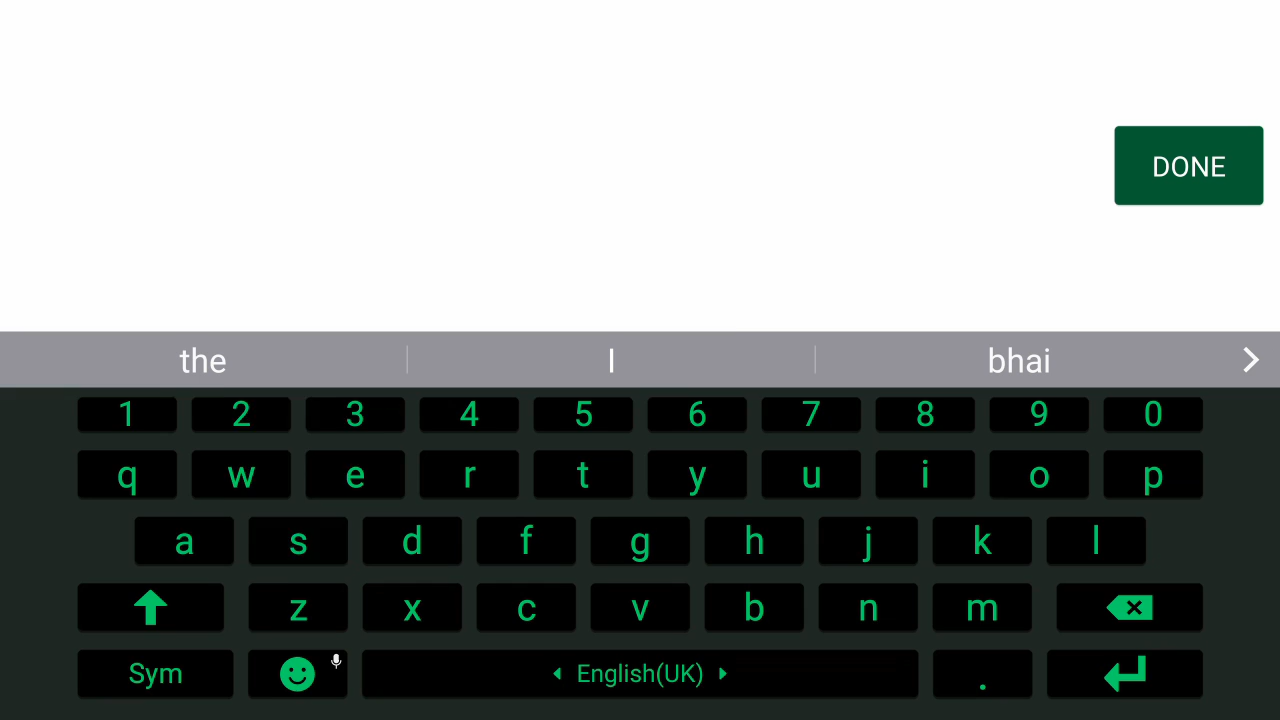 DONE
the I bhai
1 2 3 4 5 6 7 8 9 0
q w e r t y u i o p
a s d f g h j k l
z x c v b n m
Sym English(UK) .